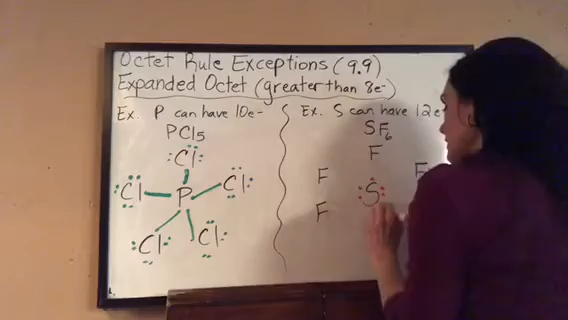 Octet Rule Exceptions (9.9)
Expanded Octet (greater than 8e-)
Ex. P can have 10e-
PCl5
Cl
Cl P Cl
Cl Cl
Ex. S can have 12e
SF6
F
F F
S
F